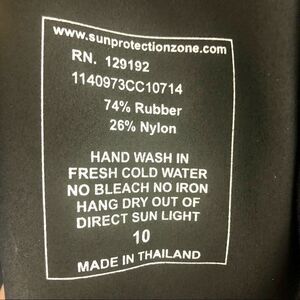 www.sunprotectionzone.com
RN. 129192
1140973CC10714
74% Rubber
26% Nylon
HAND WASH IN
FRESH COLD WATER
NO BLEACH NO IRON
HANG DRY OUT OF
DIRECT SUN LIGHT
10
MADE IN THAILAND